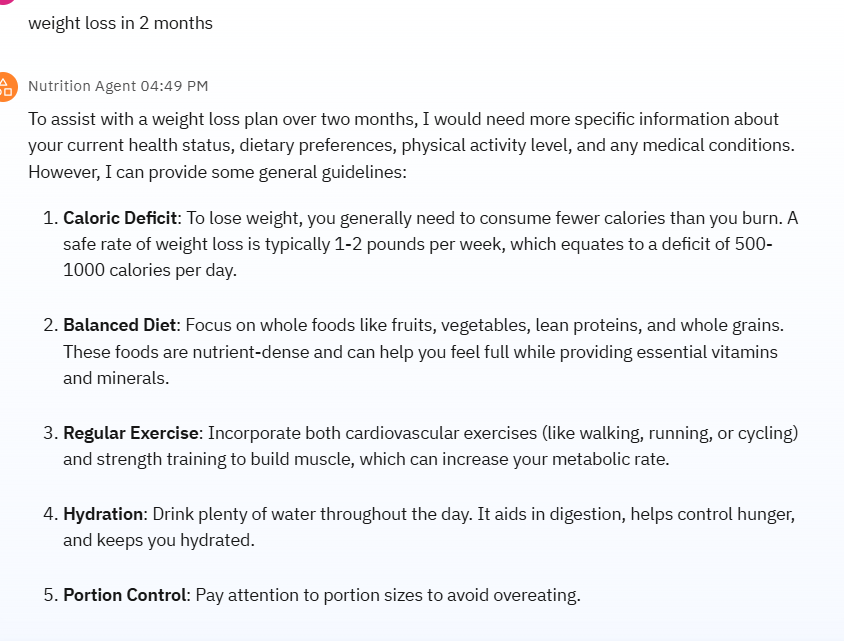 weight loss in 2 months
Nutrition Agent 04:49 PM
To assist with a weight loss plan over two months, I would need more specific information about
your current health status, dietary preferences, physical activity level, and any medical conditions.
However, I can provide some general guidelines:
1. Caloric Deficit: To lose weight, you generally need to consume fewer calories than you burn. A
safe rate of weight loss is typically 1-2 pounds per week, which equates to a deficit of 500-
1000 calories per day.
2. Balanced Diet: Focus on whole foods like fruits, vegetables, lean proteins, and whole grains.
These foods are nutrient-dense and can help you feel full while providing essential vitamins
and minerals.
3. Regular Exercise: Incorporate both cardiovascular exercises (like walking, running, or cycling)
and strength training to build muscle, which can increase your metabolic rate.
4. Hydration: Drink plenty of water throughout the day. It aids in digestion, helps control hunger,
and keeps you hydrated.
5. Portion Control: Pay attention to portion sizes to avoid overeating.